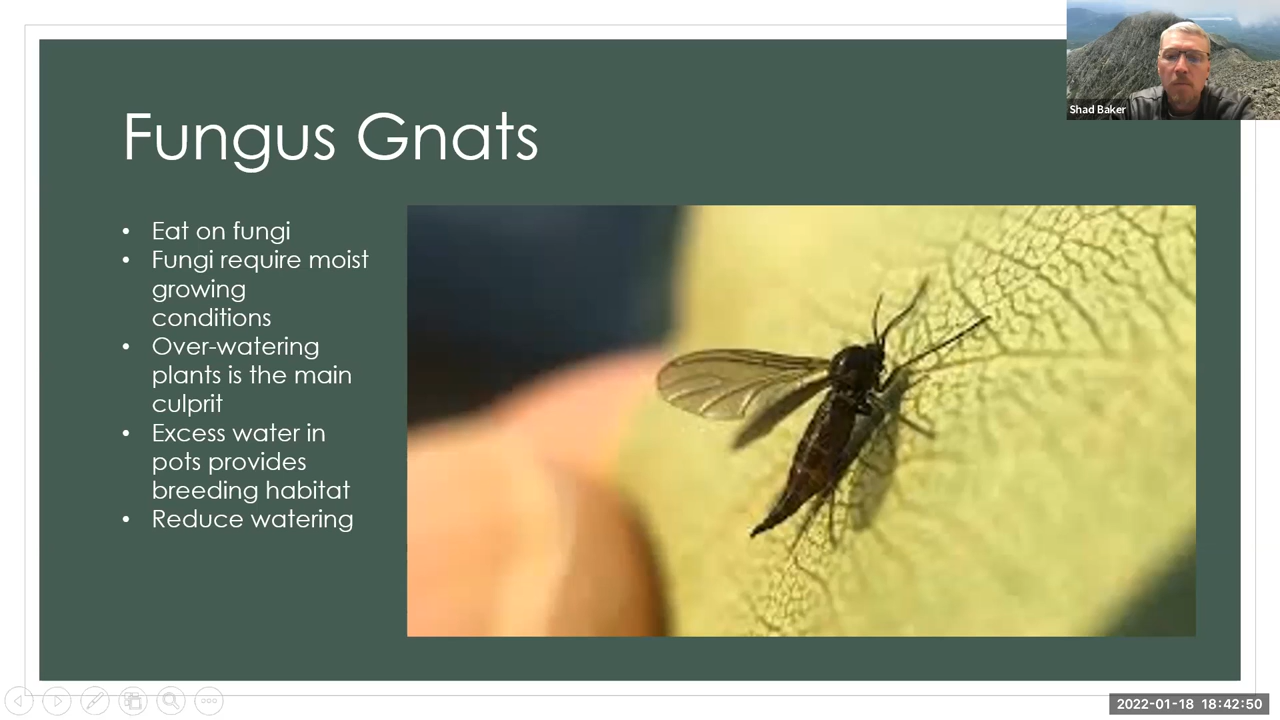 Shad Baker
Fungus Gnats
• Eat on fungi
• Fungi require moist
growing
conditions
• Over-watering
plants is the main
culprit
• Excess water in
pots provides
breeding habitat
• Reduce watering
2022-01-18 18:42:50